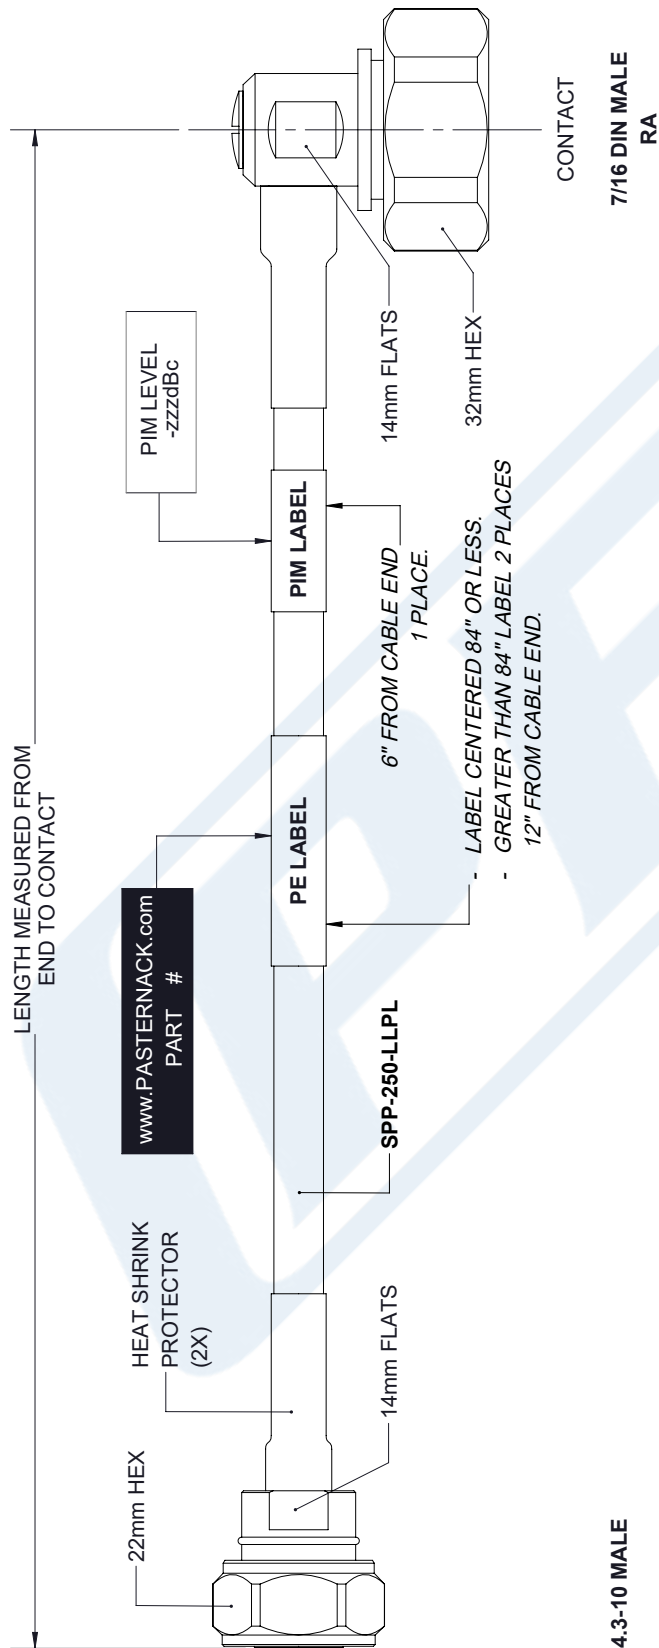 LENGTH MEASURED FROM
END TO CONTACT
22mm HEX
HEAT SHRINK
PROTECTOR
(2X)
www.PASTERNACK.com
PART #
PIM LEVEL
-zzzdBc
PE LABEL
PIM LABEL
14mm FLATS
SPP-250-LLPL
6" FROM CABLE END
1 PLACE.
14mm FLATS
32mm HEX
- LABEL CENTERED 84" OR LESS.
- GREATER THAN 84" LABEL 2 PLACES
12" FROM CABLE END.
CONTACT
4.3-10 MALE
7/16 DIN MALE
RA